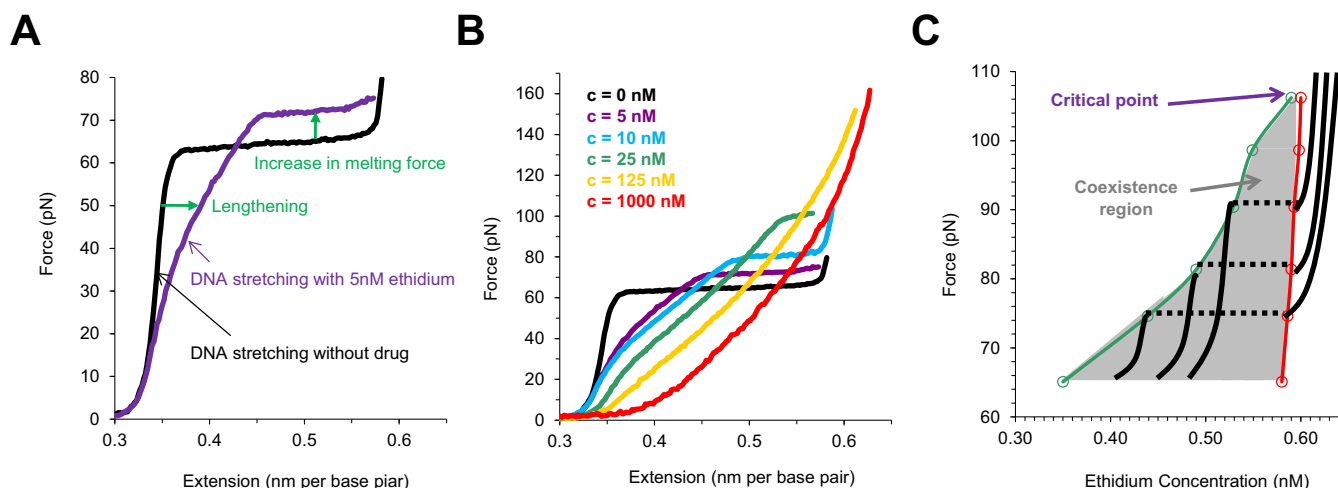 A
80
70
60
50
40
30
20
10
0
Force (pN)
0.3
0.4
0.5
0.6
Extension (nm per base piar)
Increase in melting force
Lengthening
DNA stretching with 5nM ethidium
DNA stretching without drug
B
180
160
140
120
100
80
60
40
20
0
Force (pN)
0.3
0.4
0.5
0.6
Extension (nm per base pair)
c = 0 nM
c = 5 nM
c = 10 nM
c = 25 nM
c = 125 nM
c = 1000 nM
C
110
100
90
80
70
60
Force (pN)
0.30
0.40
0.50
0.60
Ethidium Concentration (nM)
Critical point
Coexistence
region